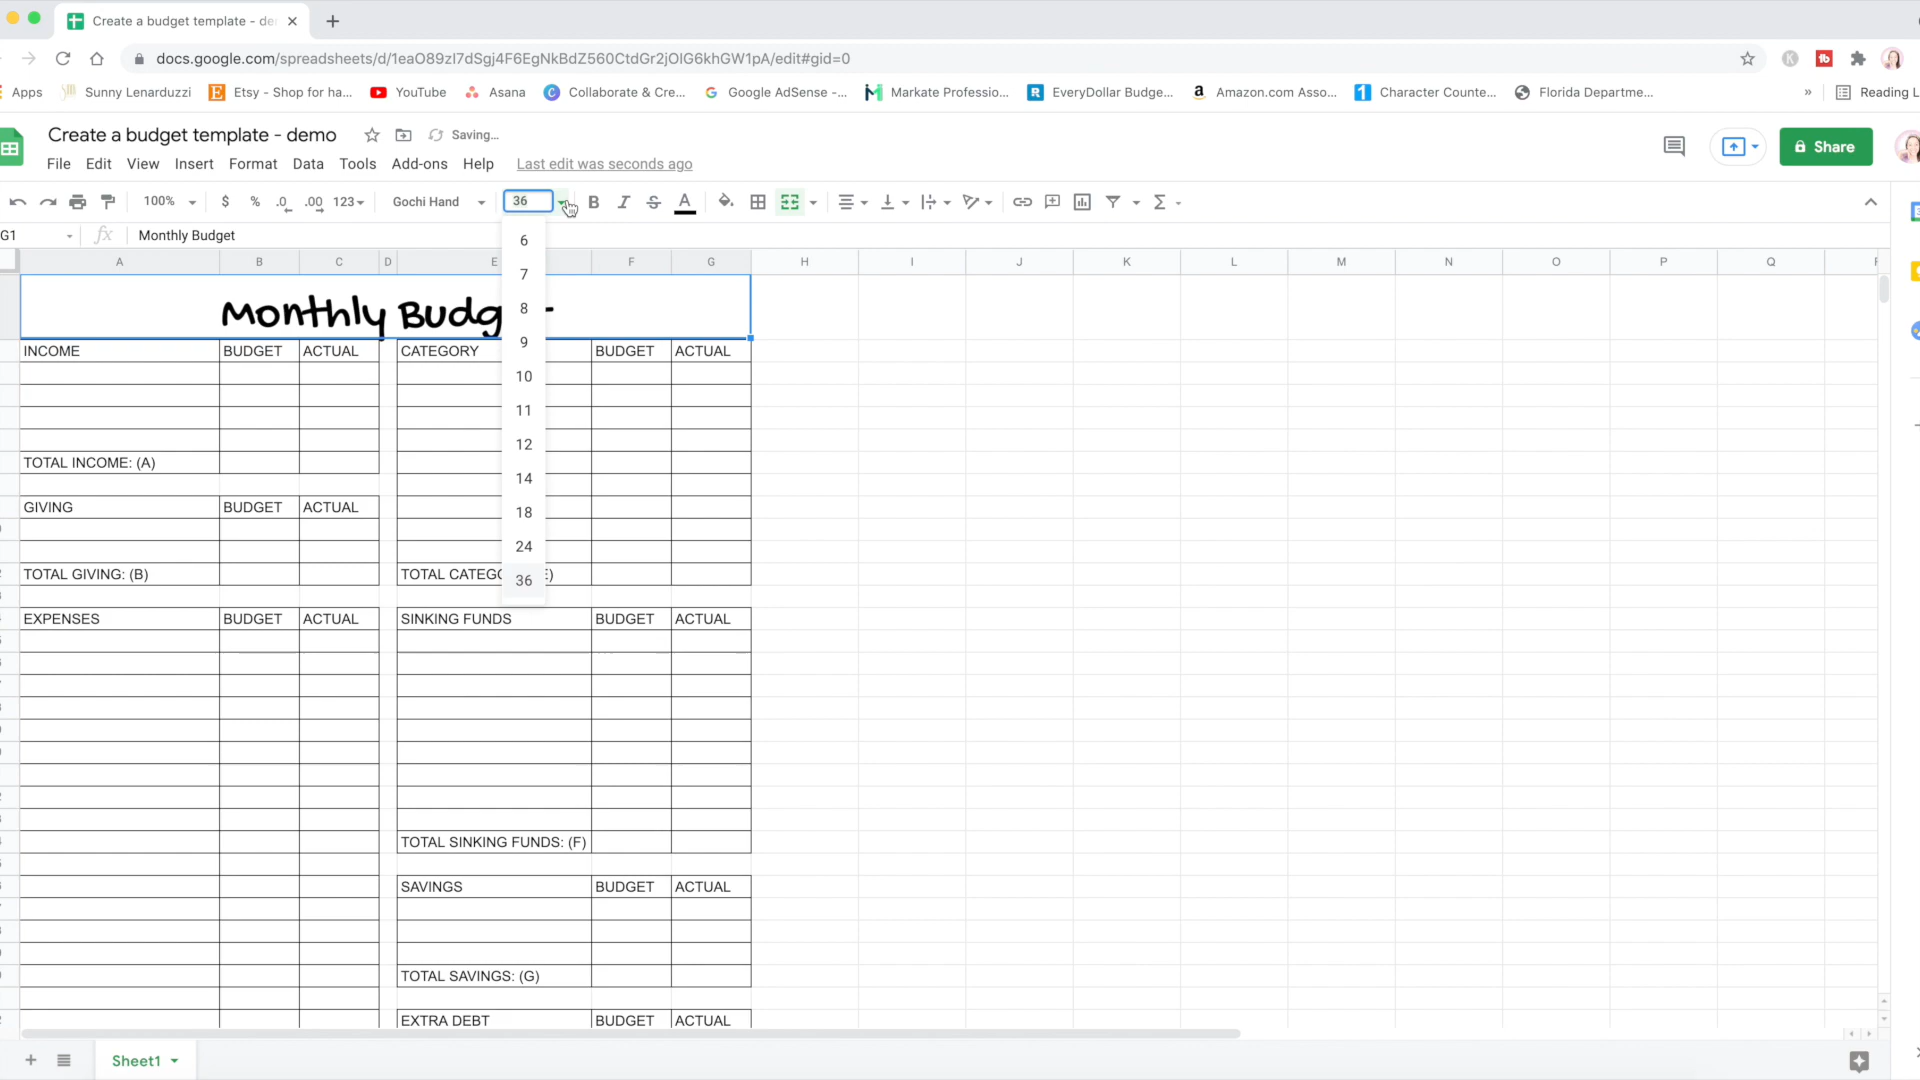 Create a budget template - de
docs.google.com/spreadsheets/d/1eaO89zI7dSgj4F6EgNkBdZ560CtdGr2jOIG6khGW1pA/edit#gid=0
Apps Sunny Lenarduzzi Etsy - Shop for ha... YouTube Asana Collaborate & Cre... Google AdSense -... Markate Professio... EveryDollar Budge... Amazon.com Asso... Character Counte... Florida Departme... » Reading L
Create a budget template - demo Saving...
File Edit View Insert Format Data Tools Add-ons Help Last edit was seconds ago
Share
100% $ % .0 .00 123 Gochi Hand 36 B I S A
G1 fx Monthly Budget
A B C D E F G H I J K L M N O P Q
Monthly Budg
INCOME BUDGET ACTUAL CATEGORY BUDGET ACTUAL
TOTAL INCOME: (A)
GIVING BUDGET ACTUAL
TOTAL GIVING: (B) TOTAL CATEGO E)
EXPENSES BUDGET ACTUAL SINKING FUNDS BUDGET ACTUAL
TOTAL SINKING FUNDS: (F)
SAVINGS BUDGET ACTUAL
TOTAL SAVINGS: (G)
EXTRA DEBT BUDGET ACTUAL
6
7
8
9
10
11
12
14
18
24
36
Sheet1